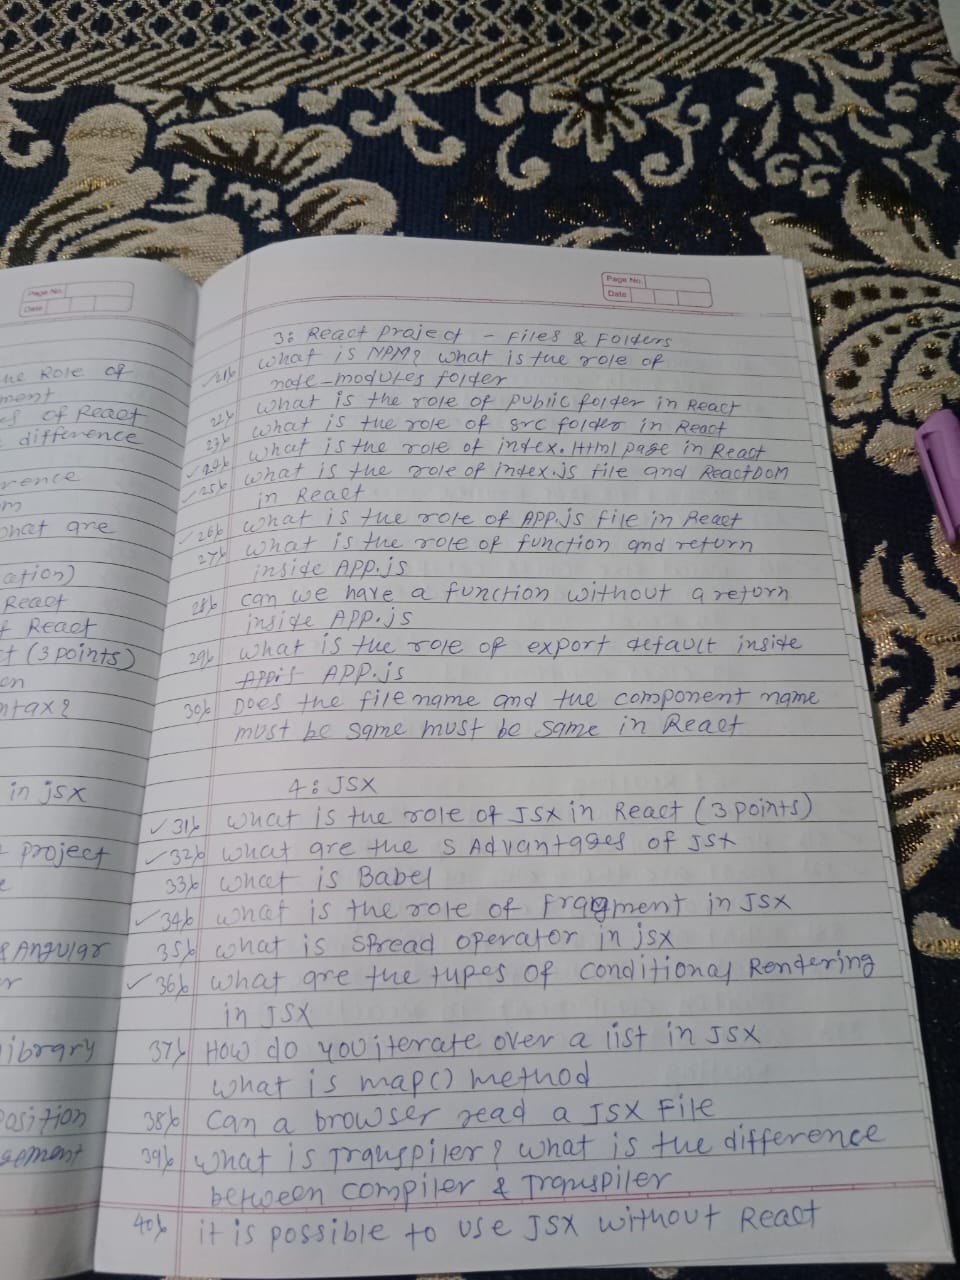 Page No.
Date
he Role of
ment
s of React
difference
rence
m
hat are
ation)
React
f React
t (3 points)
en
ntax?
in jsx
project
e
& Angular
r
library
osition
gement
Page No.
Date
3: React Project - Files & Folders
21% What is NPM? What is the role of
node-modules folder
22% What is the role of public folder in React
23% What is the role of src folder in React
24% What is the role of index.Html page in React
25% What is the role of index.js file and ReactDOM
in React
26% What is the role of APP.js file in React
27% What is the role of function and return
inside APP.js
28% can we have a function without a return
inside APP.js
29% What is the role of export default inside
APP.js
30% Does the file name and the component name
must be same must be same in React
4: JSX
31% What is the role of JSX in React (3 points)
32% What are the 5 Advantages of JSX
33% What is Babel
34% What is the role of fragment in JSX
35% What is spread operator in jsx
36% What are the types of conditional Rendering
in JSX
37% How do you iterate over a list in JSX
What is map() method
38% Can a browser read a JSX File
39% What is Transpiler? What is the difference
between Compiler & Transpiler
40% it is possible to use JSX without React